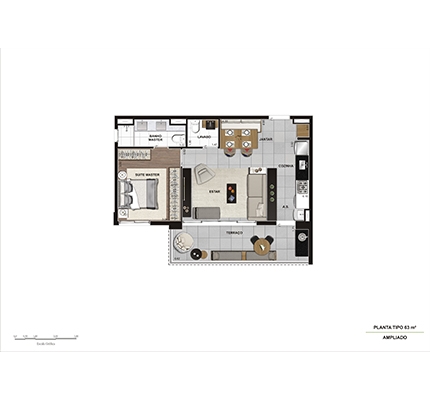 BANHO
MASTER
LAVABO
JANTAR
COZINHA
SUITE MASTER
ESTAR
A.S.
TERRAÇO
PLANTA TIPO 63 m²
AMPLIADO